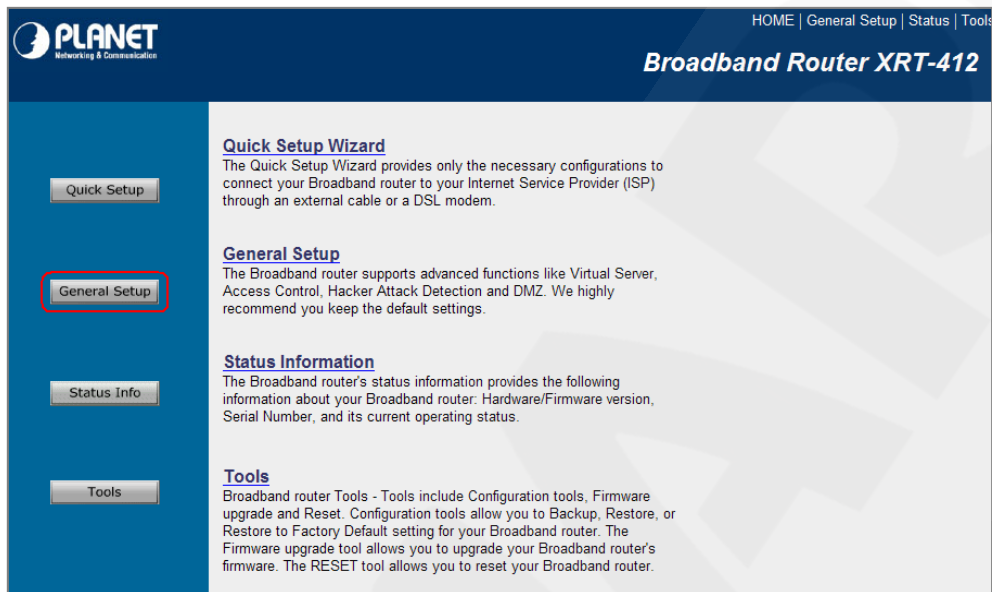 PLANET
Networking & Communication
HOME | General Setup | Status | Tools
Broadband Router XRT-412
Quick Setup
Quick Setup Wizard
The Quick Setup Wizard provides only the necessary configurations to
connect your Broadband router to your Internet Service Provider (ISP)
through an external cable or a DSL modem.
General Setup
General Setup
The Broadband router supports advanced functions like Virtual Server,
Access Control, Hacker Attack Detection and DMZ. We highly
recommend you keep the default settings.
Status Info
Status Information
The Broadband router's status information provides the following
information about your Broadband router: Hardware/Firmware version,
Serial Number, and its current operating status.
Tools
Tools
Broadband router Tools - Tools include Configuration tools, Firmware
upgrade and Reset. Configuration tools allow you to Backup, Restore, or
Restore to Factory Default setting for your Broadband router. The
Firmware upgrade tool allows you to upgrade your Broadband router's
firmware. The RESET tool allows you to reset your Broadband router.